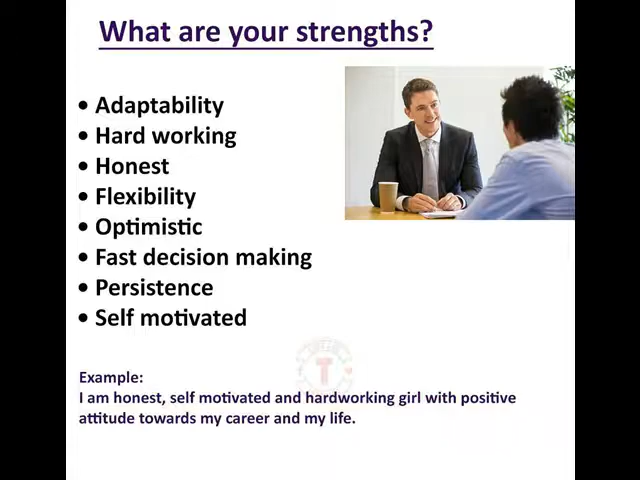 What are your strengths?
• Adaptability
• Hard working
• Honest
• Flexibility
• Optimistic
• Fast decision making
• Persistence
• Self motivated
T
Example:
I am honest, self motivated and hardworking girl with positive
attitude towards my career and my life.